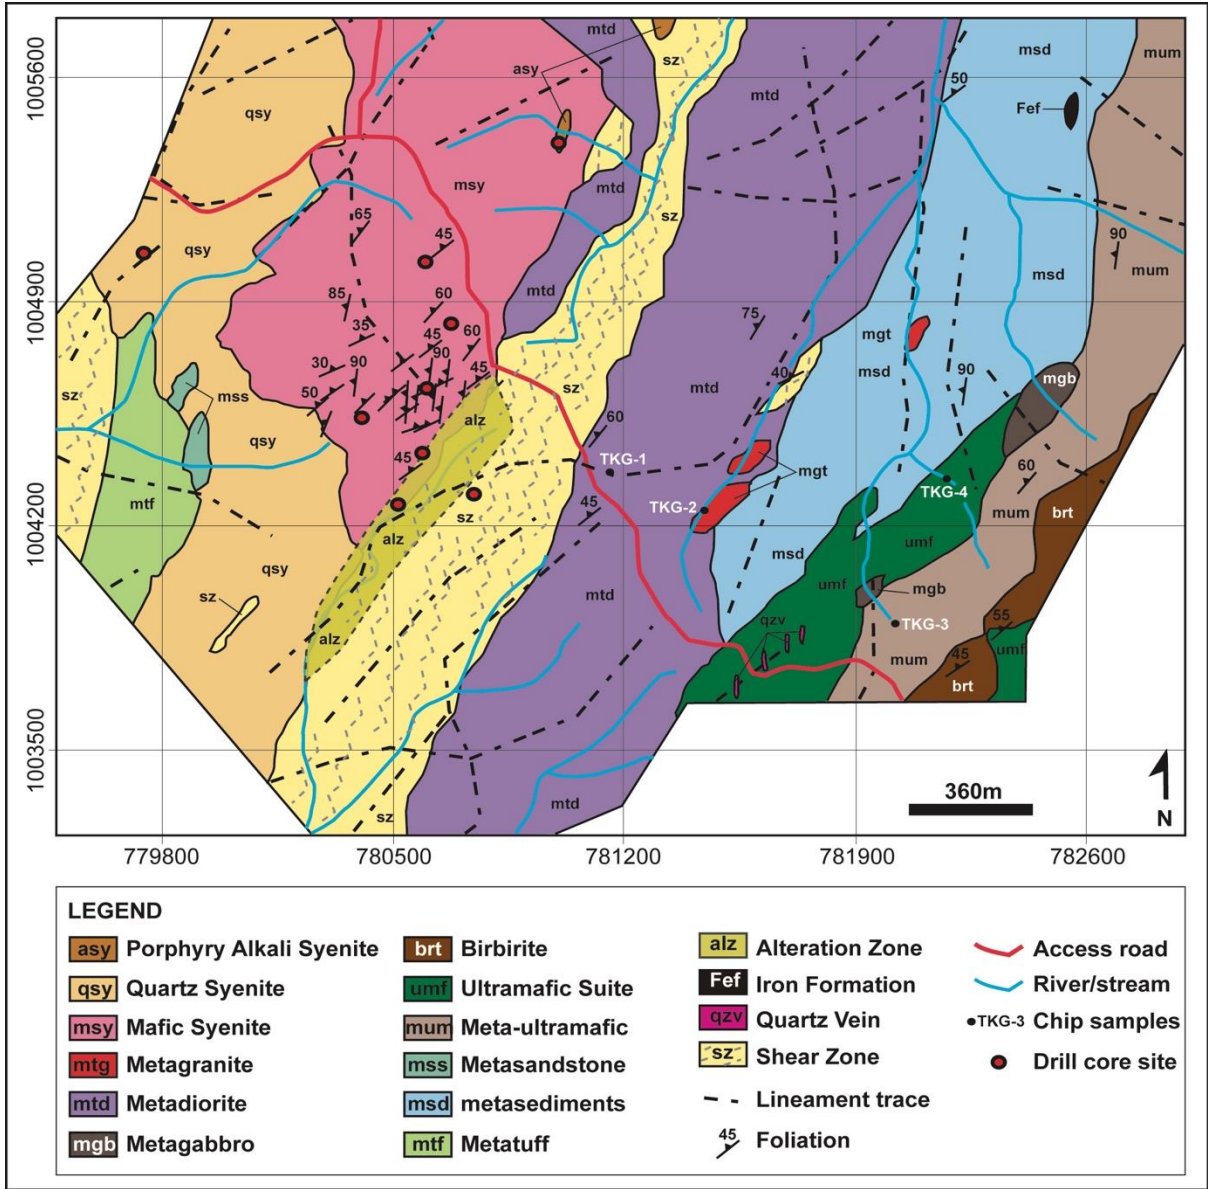 mtd
asy
sz
mtd
msd
mum
1005600
50
Fef
qsy
msy
mtd
sz
65
45
qsy
90
mum
msd
1004900
85
60
mtd
75
35
45
60
mgt
30
90
90
45
40
msd
90
mgb
50
sz
mss
alz
sz
mtd
qsy
60
TKG-1
45
mgt
TKG-4
60
mum
brt
mtf
sz
45
TKG-2
1004200
alz
umf
msd
qsy
umf
mgb
mtd
sz
qzv
TKG-3
55
alz
mum
45
umf
brt
1003500
360m
mtd
sz
N
779800 780500 781200 781900 782600
LEGEND
asy Porphyry Alkali Syenite
qsy Quartz Syenite
msy Mafic Syenite
mtg Metagranite
mtd Metadiorite
mgb Metagabbro
brt Birbirite
umf Ultramafic Suite
mum Meta-ultramafic
mss Metasandstone
msd metasediments
mtf Metatuff
alz Alteration Zone
Fef Iron Formation
qzv Quartz Vein
sz Shear Zone
Lineament trace
45 Foliation
Access road
River/stream
TKG-3 Chip samples
Drill core site